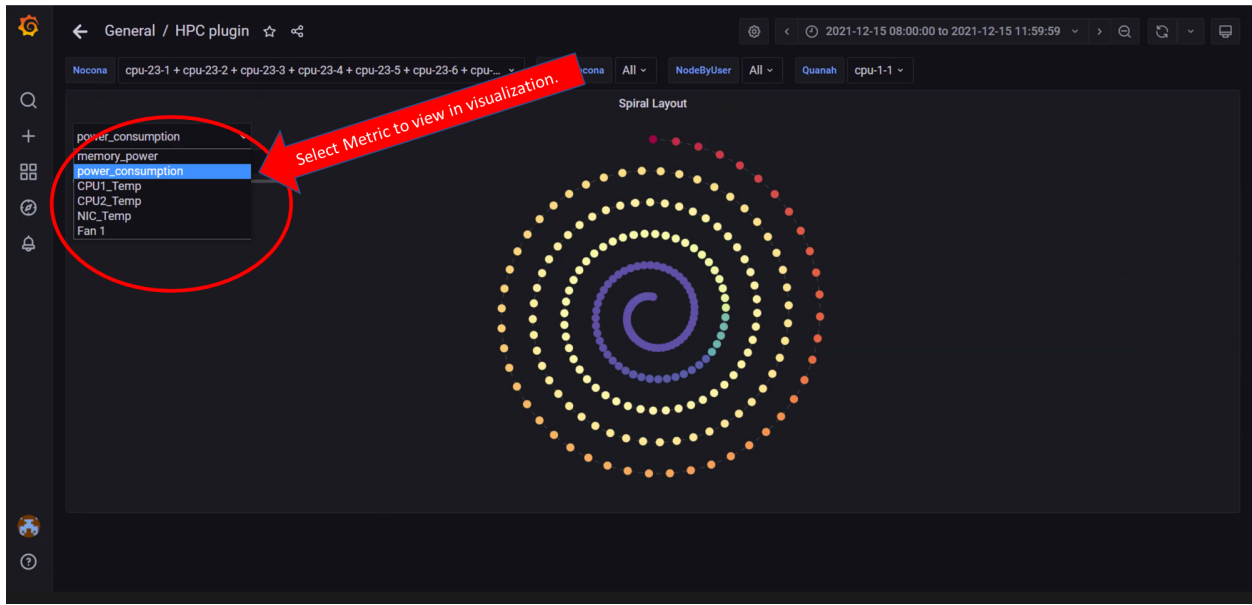 General / HPC plugin
2021-12-15 08:00:00 to 2021-12-15 11:59:59
Nocona cpu-23-1 + cpu-23-2 + cpu-23-3 + cpu-23-4 + cpu-23-5 + cpu-23-6 + cpu-... All NodeByUser All Quanah cpu-1-1
Spiral Layout
Select Metric to view in visualization.
power_consumption
memory_power
power_consumption
CPU1_Temp
CPU2_Temp
NIC_Temp
Fan 1